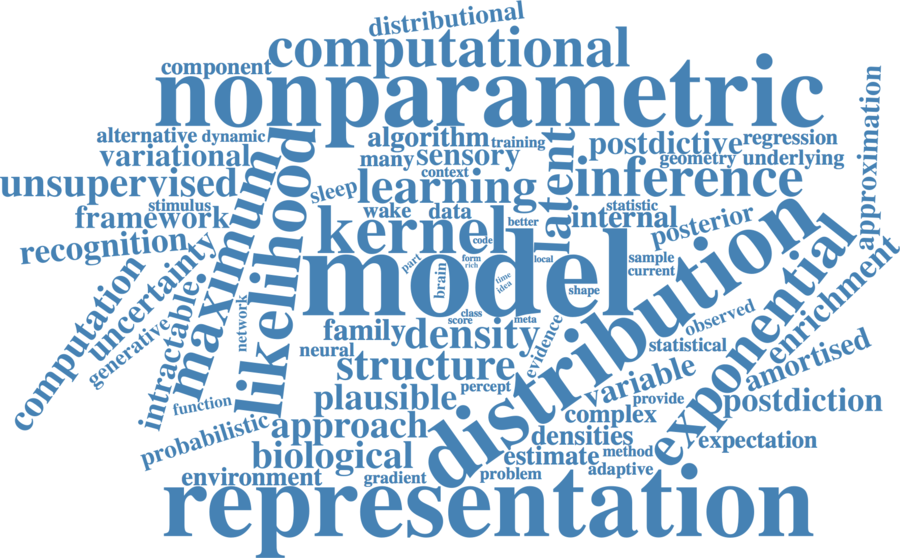 distributional
computational
component
nonparametric
approximation
alternative
dynamic
algorithm
training
postdictive
regression
variational
many
sensory
latent
geometry
underlying
unsupervised
maximum
likelihood
sleep
context
learning
inference
stimulus
framework
wake
data
better
internal
statistic
posterior
recognition
uncertainty
kernel
code
model
part
form
rich
brain
time
idea
local
sample
current
shape
distribution
exponential
enrichment
computation
generative
intractable
network
class
score
meta
family
density
evidence
observed
statistical
neural
structure
percept
variable
amortised
function
plausible
provide
postdiction
probabilistic
approach
complex
densities
expectation
biological
estimate
method
environment
gradient
problem
adaptive
representation